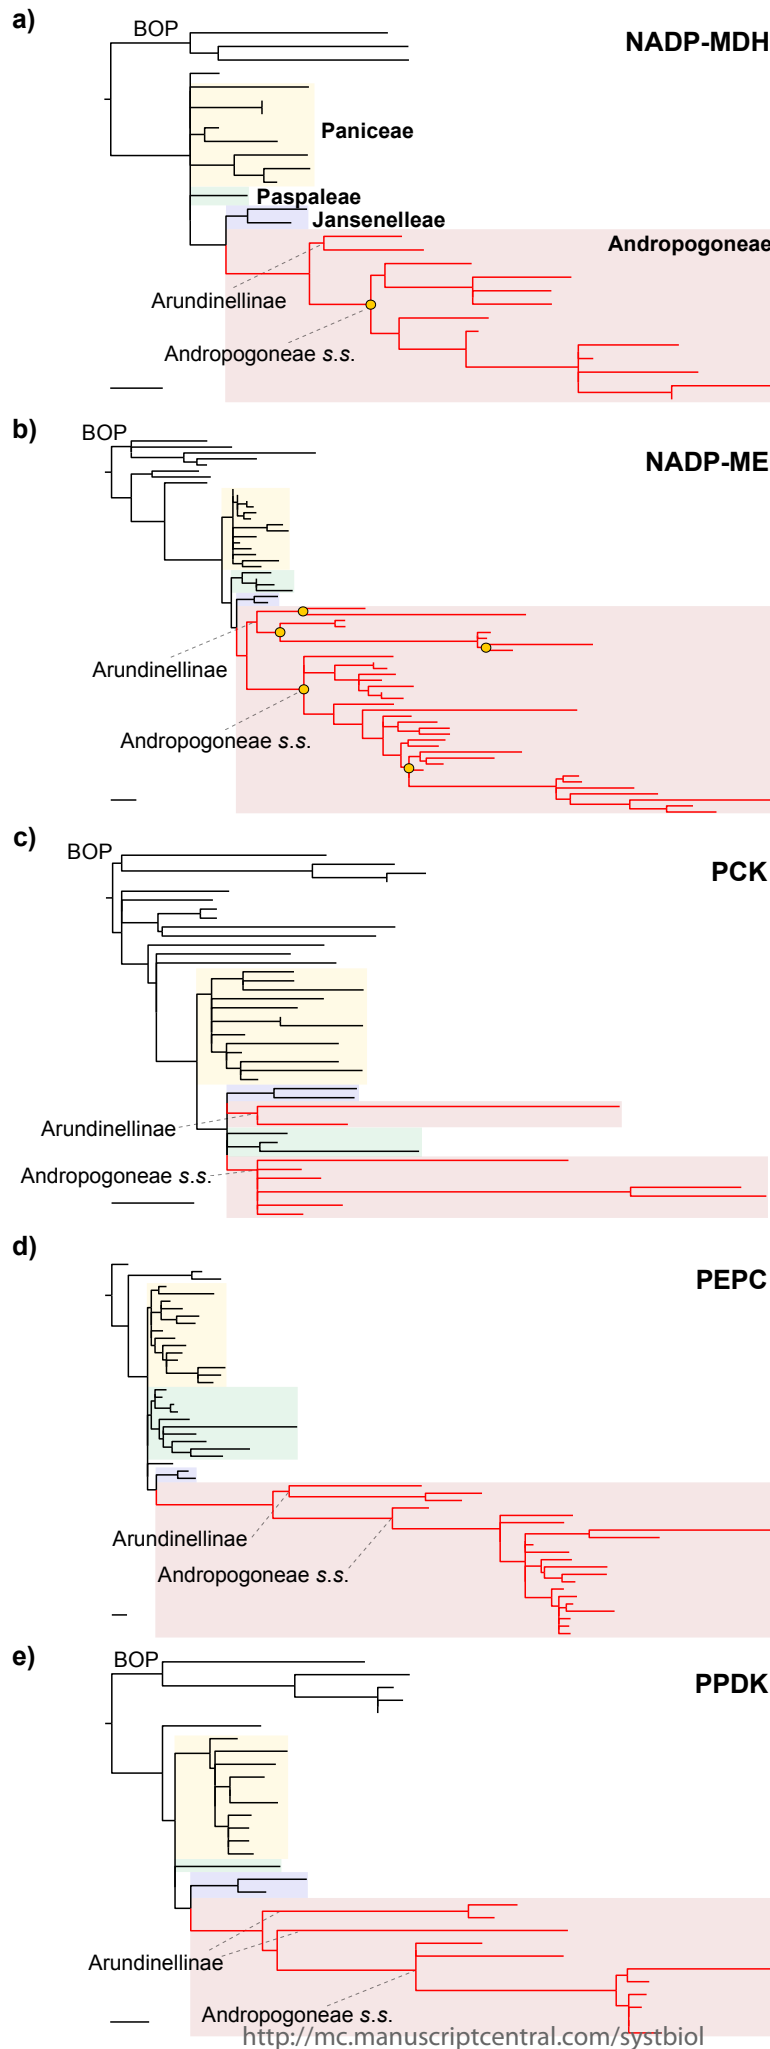 a)
BOP
NADP-MDH
Paniceae
Paspaleae
Jansenelleae
Andropogoneae
Arundinellinae
Andropogoneae s.s.
b)
BOP
NADP-ME
Arundinellinae
Andropogoneae s.s.
c)
BOP
PCK
Arundinellinae
Andropogoneae s.s.
d)
PEPC
Arundinellinae
Andropogoneae s.s.
e)
BOP
PPDK
Arundinellinae
Andropogoneae s.s.
http://mc.manuscriptcentral.com/systbiol